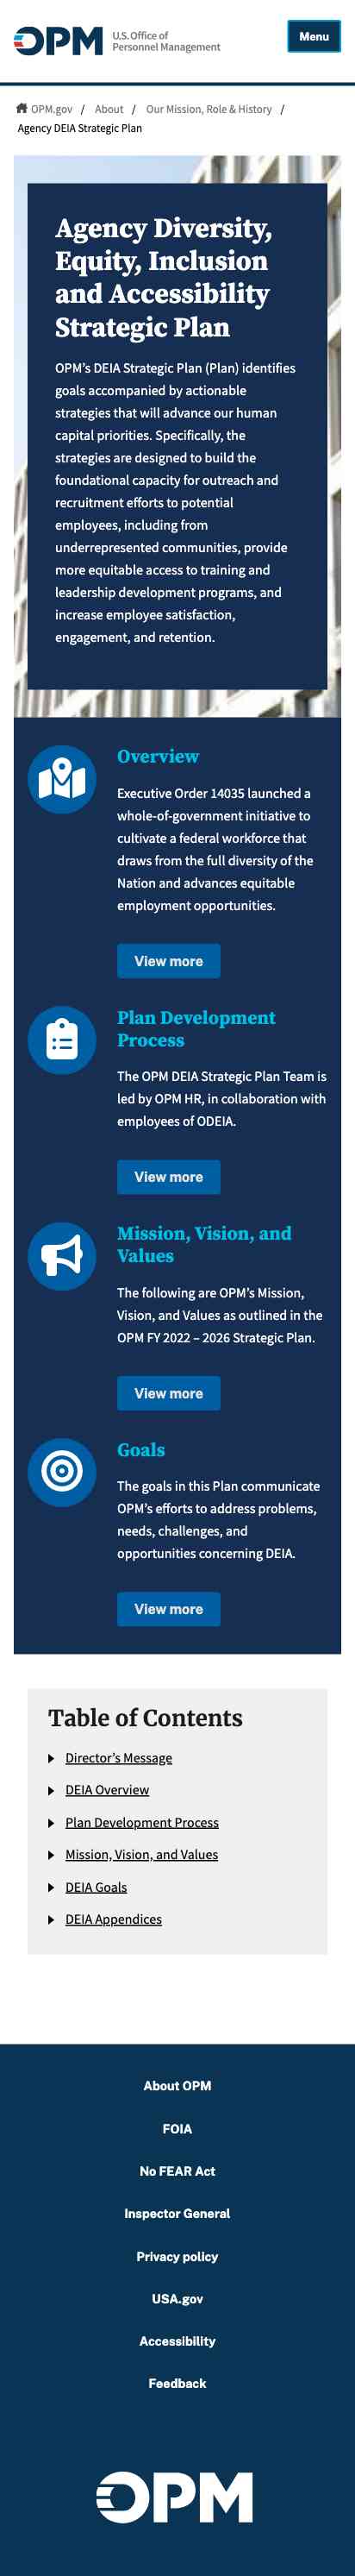 OPM
U.S. Office of
Personnel Management
Menu
OPM.gov / About / Our Mission, Role & History /
Agency DEIA Strategic Plan
Agency Diversity,
Equity, Inclusion
and Accessibility
Strategic Plan
OPM's DEIA Strategic Plan (Plan) identifies
goals accompanied by actionable
strategies that will advance our human
capital priorities. Specifically, the
strategies are designed to build the
foundational capacity for outreach and
recruitment efforts to potential
employees, including from
underrepresented communities, provide
more equitable access to training and
leadership development programs, and
increase employee satisfaction,
engagement, and retention.
Overview
Executive Order 14035 launched a
whole-of-government initiative to
cultivate a federal workforce that
draws from the full diversity of the
Nation and advances equitable
employment opportunities.
View more
Plan Development
Process
The OPM DEIA Strategic Plan Team is
led by OPM HR, in collaboration with
employees of ODEIA.
View more
Mission, Vision, and
Values
The following are OPM's Mission,
Vision, and Values as outlined in the
OPM FY 2022 – 2026 Strategic Plan.
View more
Goals
The goals in this Plan communicate
OPM's efforts to address problems,
needs, challenges, and
opportunities concerning DEIA.
View more
Table of Contents
Director's Message
DEIA Overview
Plan Development Process
Mission, Vision, and Values
DEIA Goals
DEIA Appendices
About OPM
FOIA
No FEAR Act
Inspector General
Privacy policy
USA.gov
Accessibility
Feedback
OPM